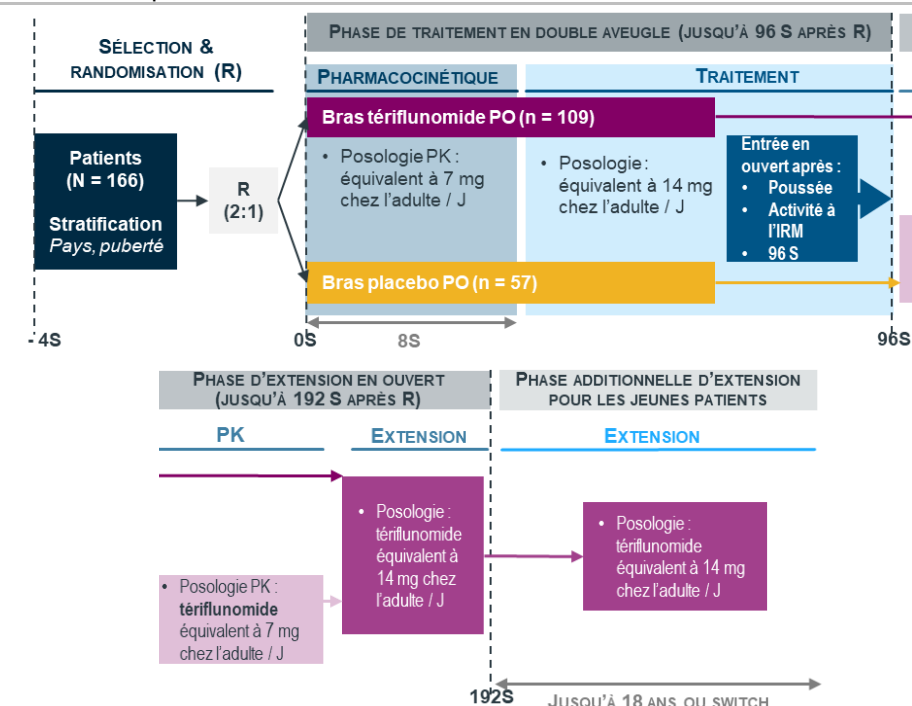 PHASE DE TRAITEMENT EN DOUBLE AVEUGLE (JUSQU'À 96 S APRÈS R)
SÉLECTION &
RANDOMISATION (R)
PHARMACOCINÉTIQUE
TRAITEMENT
Bras tériflunomide PO (n = 109)
Patients
(N = 166)
Stratification
Pays, puberté
R
(2:1)
• Posologie PK :
équivalent à 7 mg
chez l'adulte / J
• Posologie :
équivalent à 14 mg
chez l'adulte / J
Entrée en
ouvert après :
• Poussée
• Activité à
l'IRM
• 96 S
Bras placebo PO (n = 57)
- 4S
0S
8S
96S
PHASE D'EXTENSION EN OUVERT
(JUSQU'À 192 S APRÈS R)
PHASE ADDITIONNELLE D'EXTENSION
POUR LES JEUNES PATIENTS
PK
EXTENSION
EXTENSION
• Posologie :
tériflunomide
équivalent à
14 mg chez
l'adulte / J
• Posologie :
tériflunomide
équivalent à 14 mg
chez l'adulte / J
• Posologie PK :
tériflunomide
équivalent à 7 mg
chez l'adulte / J
192S
JUSQU'À 18 ANS OU SWITCH